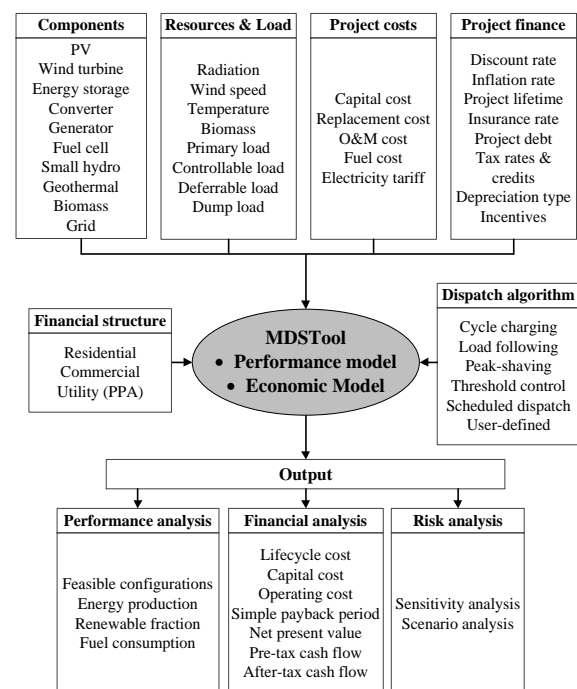 Components
PV
Wind turbine
Energy storage
Converter
Generator
Fuel cell
Small hydro
Geothermal
Biomass
Grid
Resources & Load
Radiation
Wind speed
Temperature
Biomass
Primary load
Controllable load
Deferrable load
Dump load
Project costs
Capital cost
Replacement cost
O&M cost
Fuel cost
Electricity tariff
Project finance
Discount rate
Inflation rate
Project lifetime
Insurance rate
Project debt
Tax rates &
credits
Depreciation type
Incentives
Financial structure
Residential
Commercial
Utility (PPA)
MDSTool
• Performance model
• Economic Model
Dispatch algorithm
Cycle charging
Load following
Peak-shaving
Threshold control
Scheduled dispatch
User-defined
Output
Performance analysis
Feasible configurations
Energy production
Renewable fraction
Fuel consumption
Financial analysis
Lifecycle cost
Capital cost
Operating cost
Simple payback period
Net present value
Pre-tax cash flow
After-tax cash flow
Risk analysis
Sensitivity analysis
Scenario analysis